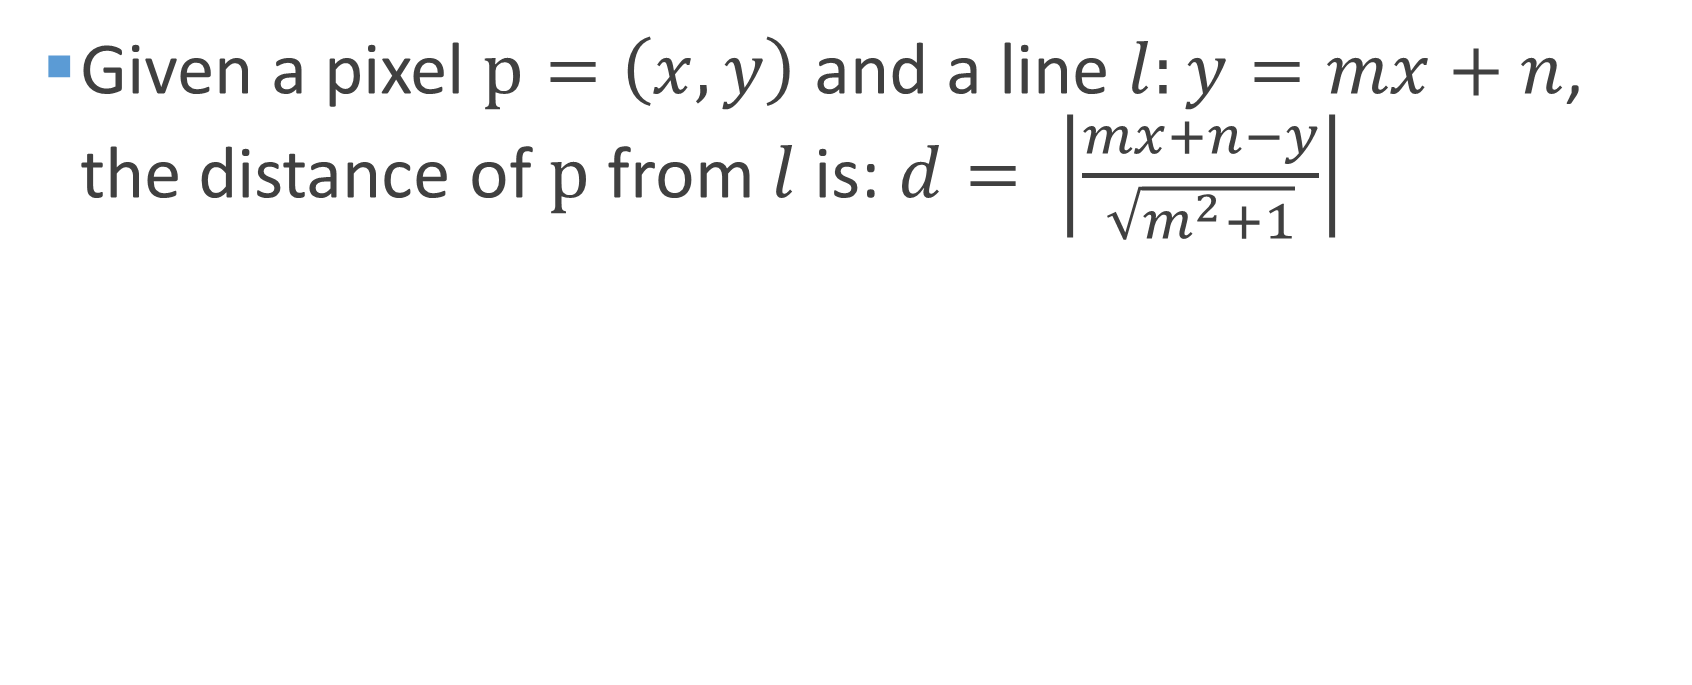 ▪Given a pixel p = (x, y) and a line l: y = mx + n,
the distance of p from l is: d = |(mx+n−y)/√(m²+1)|